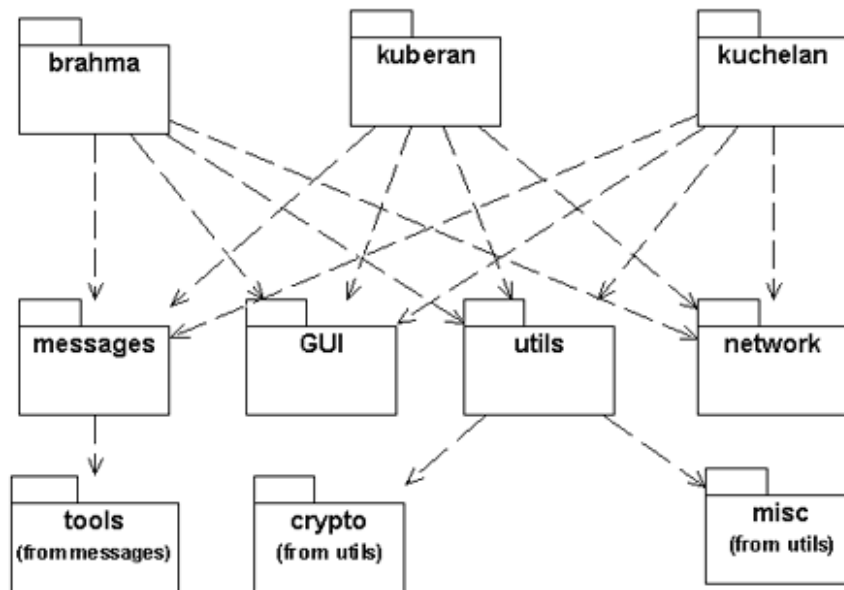 brahma
kuberan
kuchelan
messages
GUI
utils
network
tools
(from messages)
crypto
(from utils)
misc
(from utils)